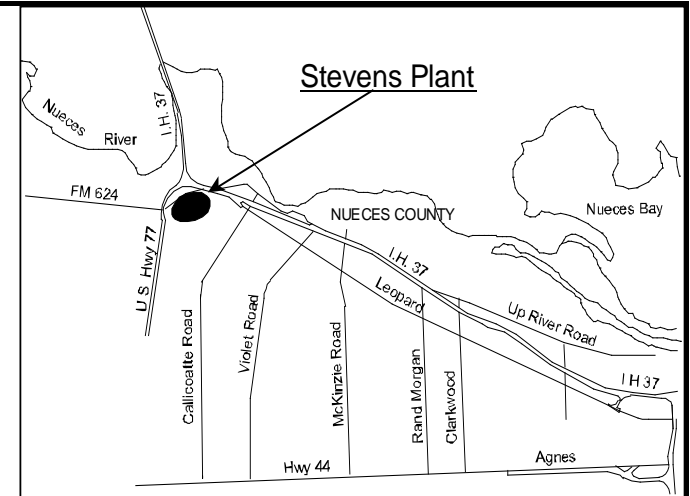 Stevens Plant
Nueces
River
I.H. 37
FM 624
NUECES COUNTY
Nueces Bay
U S Hwy 77
I.H. 37
Leopard
Up River Road
Callicoatte Road
Violet Road
McKinzie Road
Rand Morgan
Clarkwood
I H 37
Hwy 44
Agnes